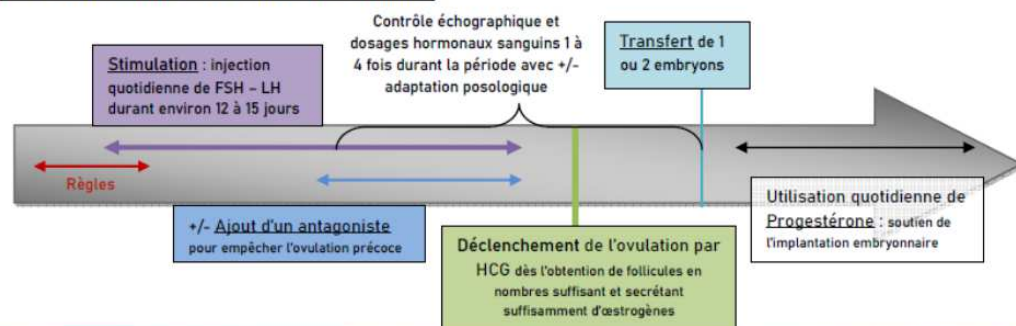 Contrôle échographique et
dosages hormonaux sanguins 1 à
4 fois durant la période avec +/-
adaptation posologique
Transfert de 1
ou 2 embryons
Stimulation : injection
quotidienne de FSH – LH
durant environ 12 à 15 jours
Règles
+/- Ajout d'un antagoniste
pour empêcher l'ovulation précoce
Déclenchement de l'ovulation par
HCG dès l'obtention de follicules en
nombres suffisant et secrétant
suffisamment d'œstrogènes
Utilisation quotidienne de
Progestérone : soutien de
l'implantation embryonnaire